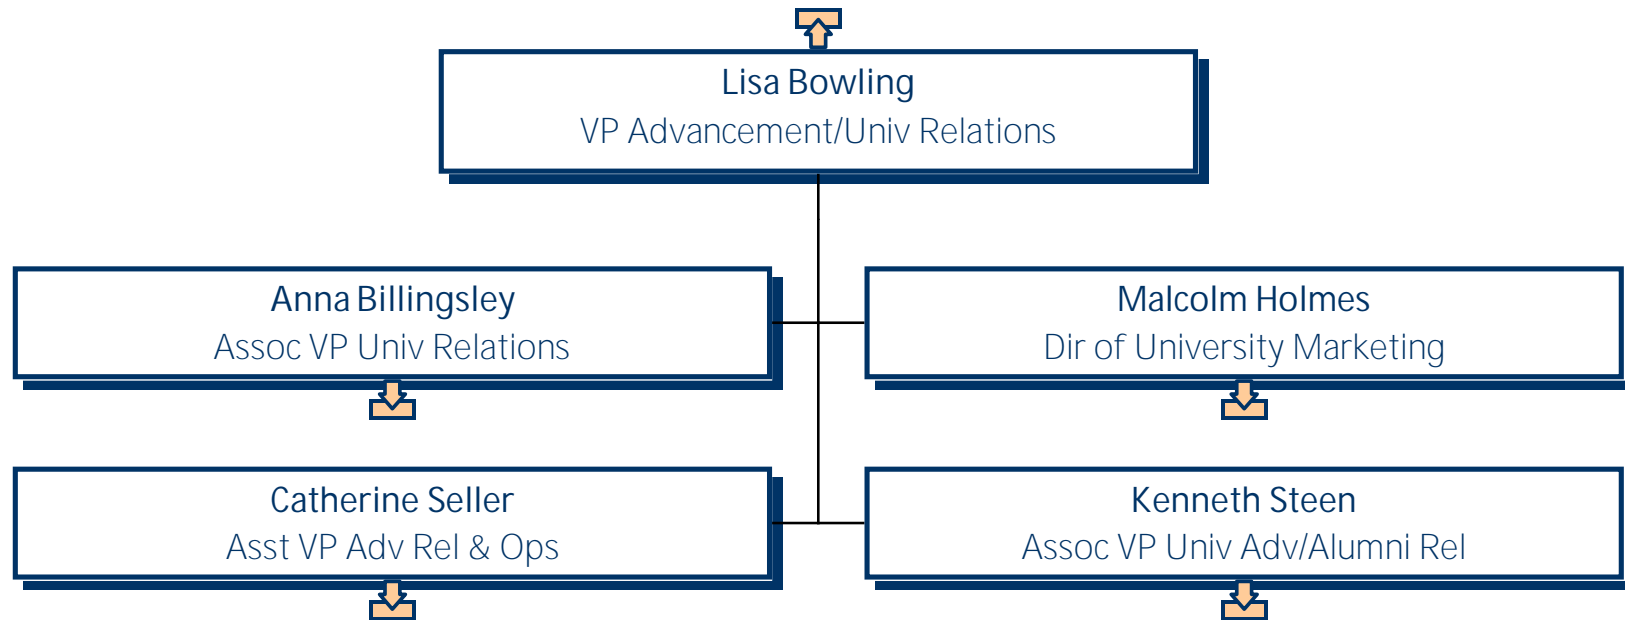 Lisa Bowling
VP Advancement/Univ Relations
Anna Billingsley
Assoc VP Univ Relations
Malcolm Holmes
Dir of University Marketing
Catherine Seller
Asst VP Adv Rel & Ops
Kenneth Steen
Assoc VP Univ Adv/Alumni Rel